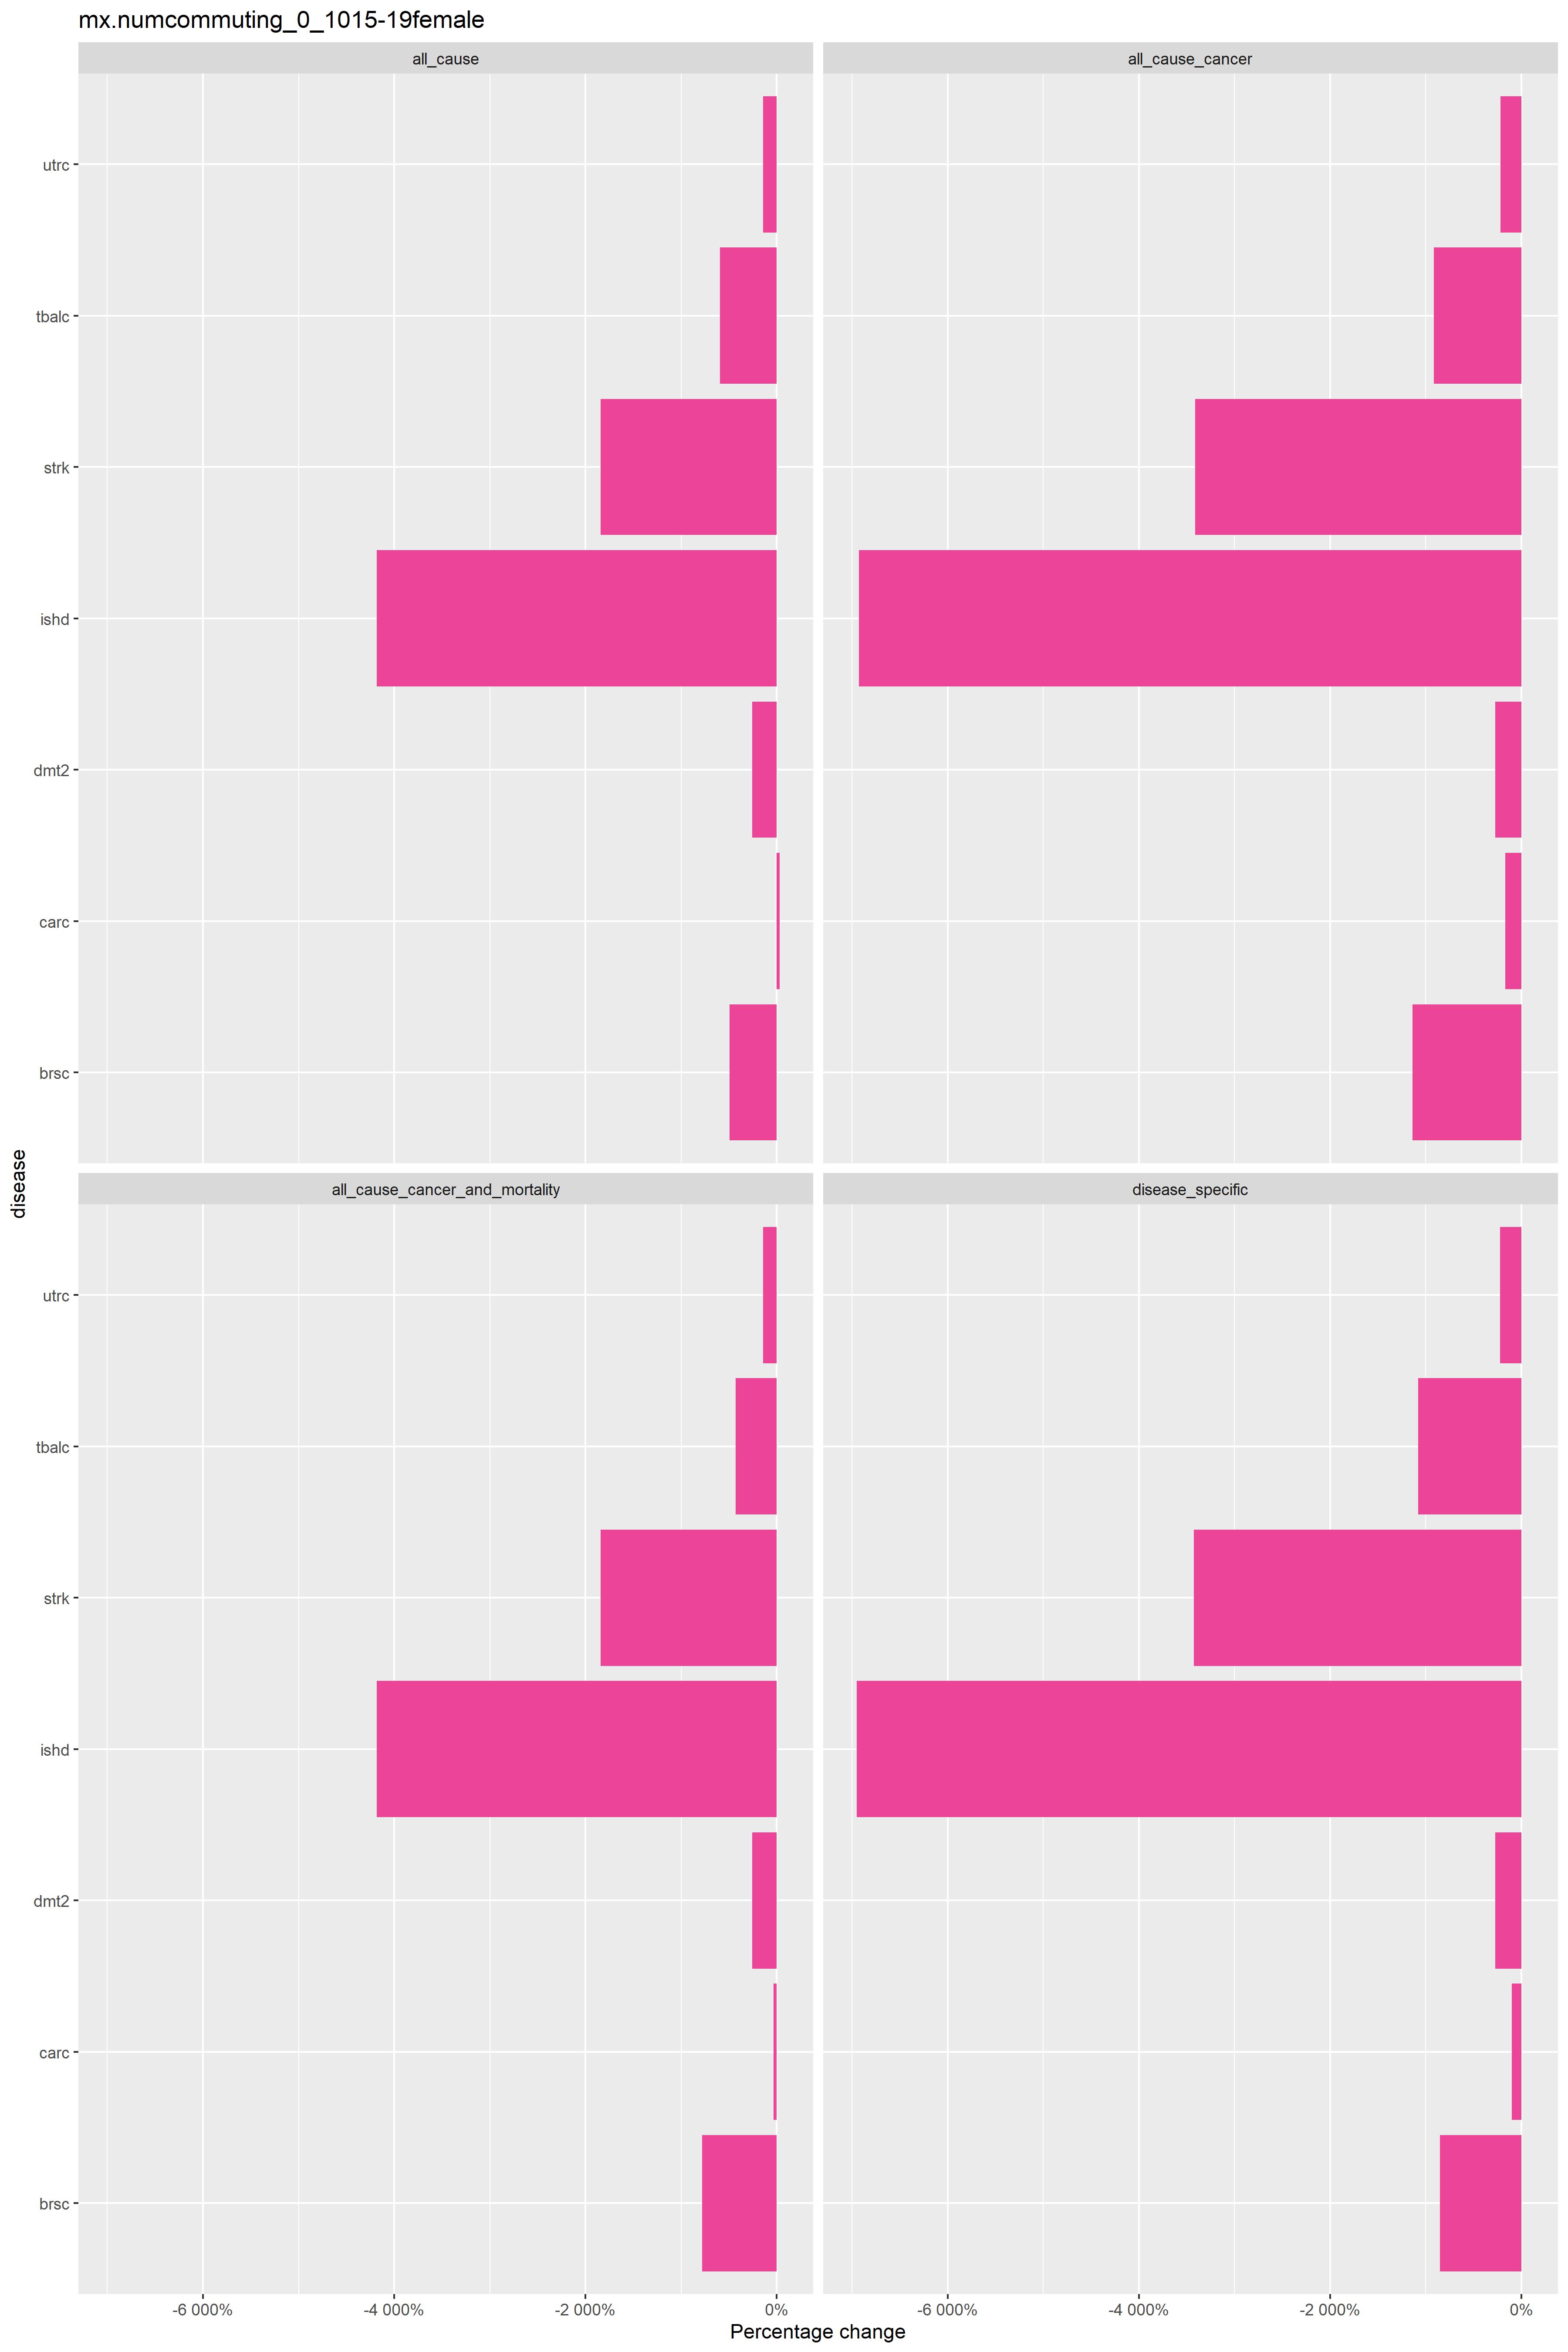 mx.numcommuting_0_1015-19female
all_cause
all_cause_cancer
utrc
tbalc
strk
ishd
dmt2
carc
brsc
disease
all_cause_cancer_and_mortality
disease_specific
utrc
tbalc
strk
ishd
dmt2
carc
brsc
-6 000%
-4 000%
-2 000%
0%
-6 000%
-4 000%
-2 000%
0%
Percentage change